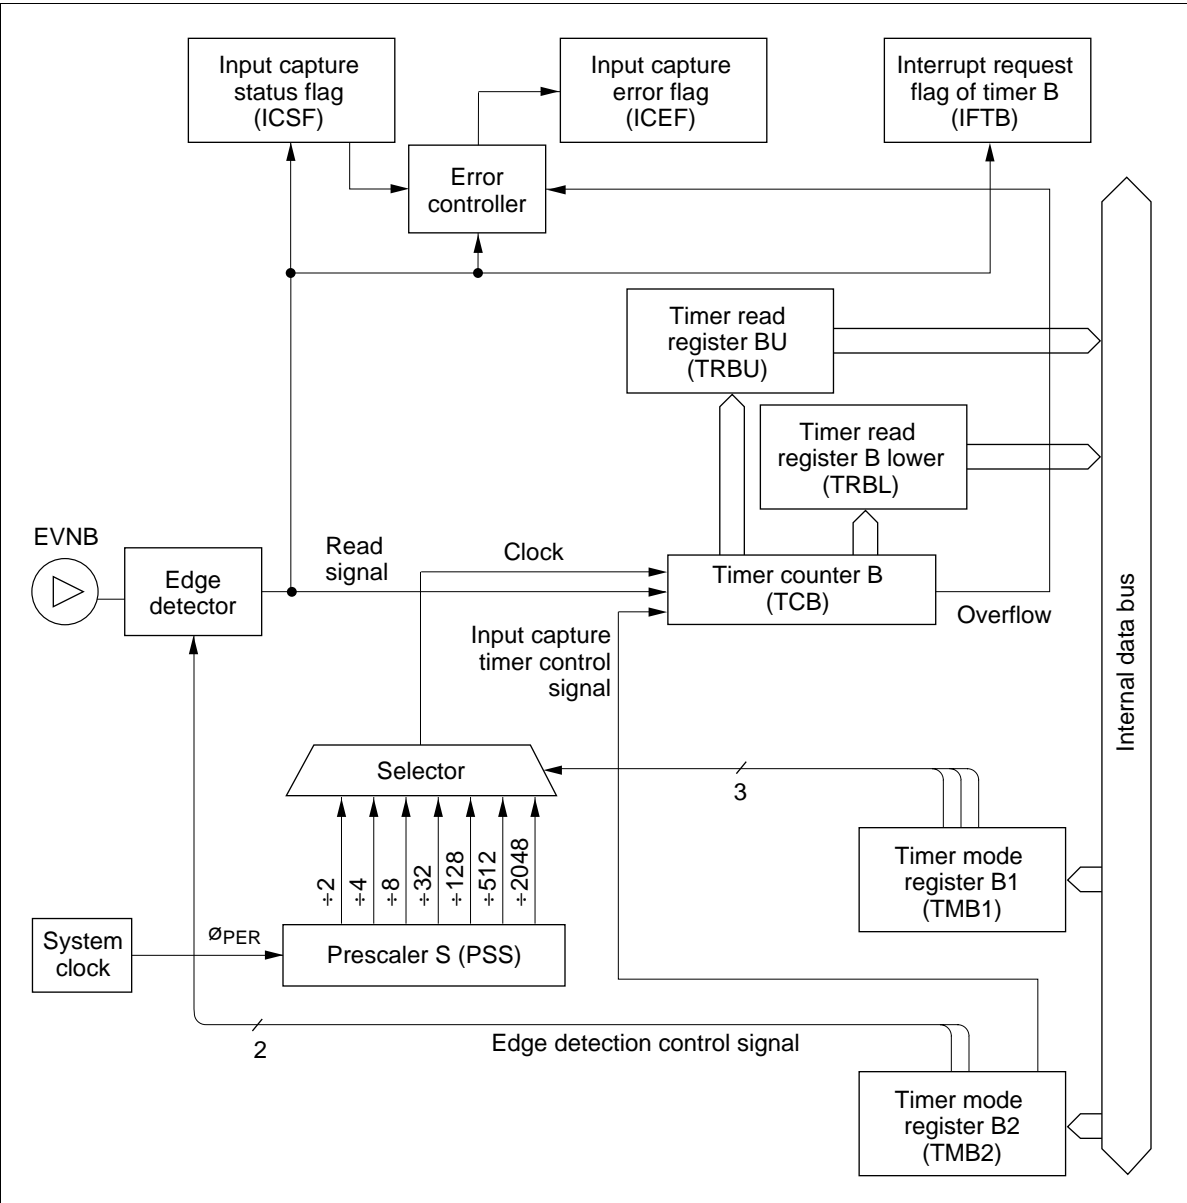 Input capture
status flag
(ICSF)
Input capture
error flag
(ICEF)
Interrupt request
flag of timer B
(IFTB)
Error
controller
Timer read
register BU
(TRBU)
Timer read
register B lower
(TRBL)
EVNB
Edge
detector
Read
signal
Clock
Timer counter B
(TCB)
Overflow
Input capture
timer control
signal
Internal data bus
Selector
3
÷2
÷4
÷8
÷32
÷128
÷512
÷2048
Timer mode
register B1
(TMB1)
System
clock
øPER
Prescaler S (PSS)
2
Edge detection control signal
Timer mode
register B2
(TMB2)